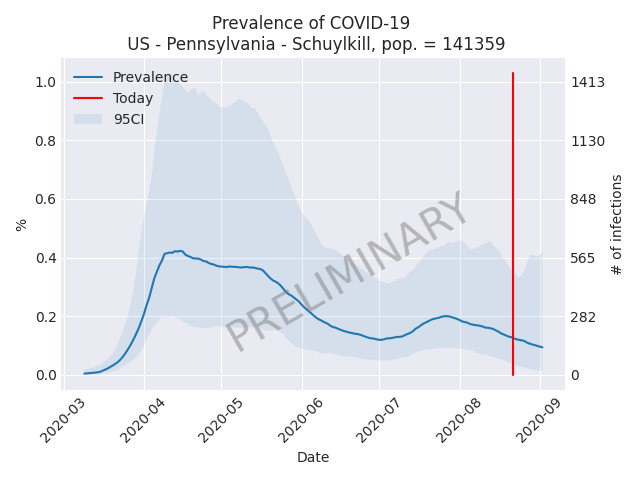 Prevalence of COVID-19
US - Pennsylvania - Schuylkill, pop. = 141359
Prevalence
Today
95CI
PRELIMINARY
%
1.0
0.8
0.6
0.4
0.2
0.0
1413
1130
848
565
282
0
# of infections
2020-03
2020-04
2020-05
2020-06
2020-07
2020-08
2020-09
Date